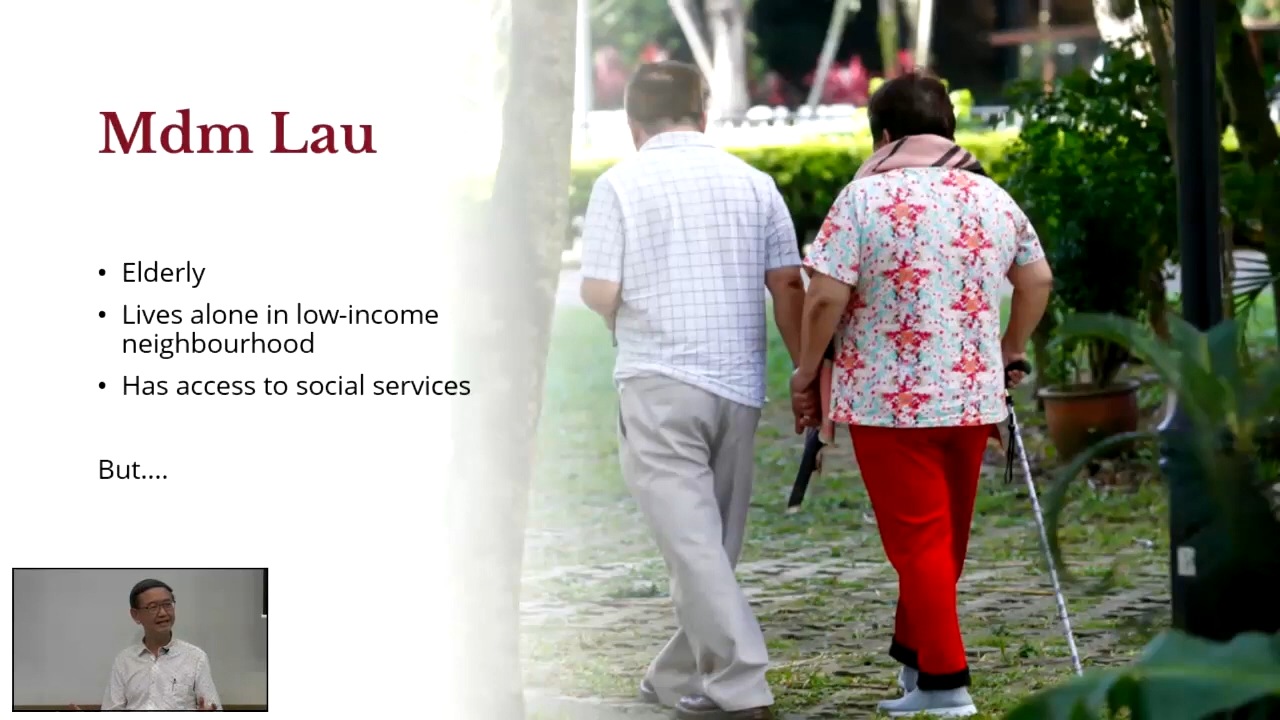 Mdm Lau
• Elderly
• Lives alone in low-income
neighbourhood
• Has access to social services
But....